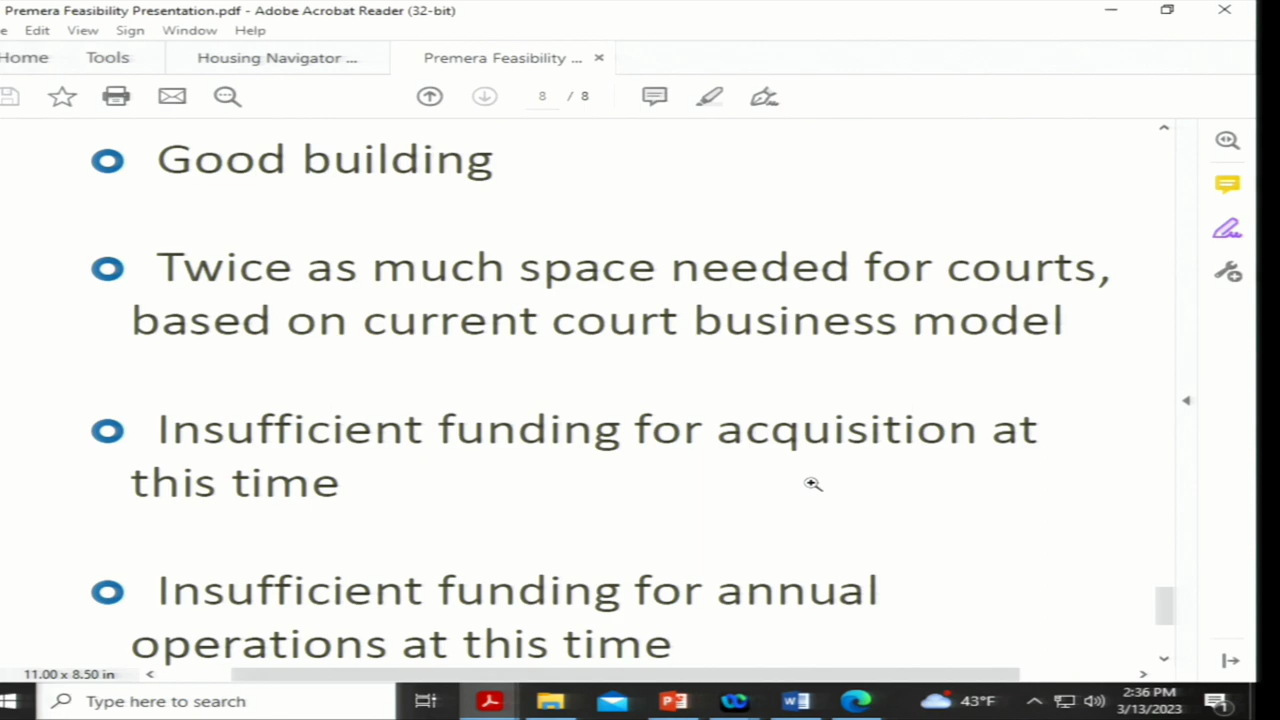 Premera Feasibility Presentation.pdf - Adobe Acrobat Reader (32-bit)
e Edit View Sign Window Help
Home Tools Housing Navigator ... Premera Feasibility ... ×
8 / 8
Good building
Twice as much space needed for courts,
based on current court business model
Insufficient funding for acquisition at
this time
Insufficient funding for annual
operations at this time
11.00 x 8.50 in
Type here to search
43°F
2:36 PM
3/13/2023
1